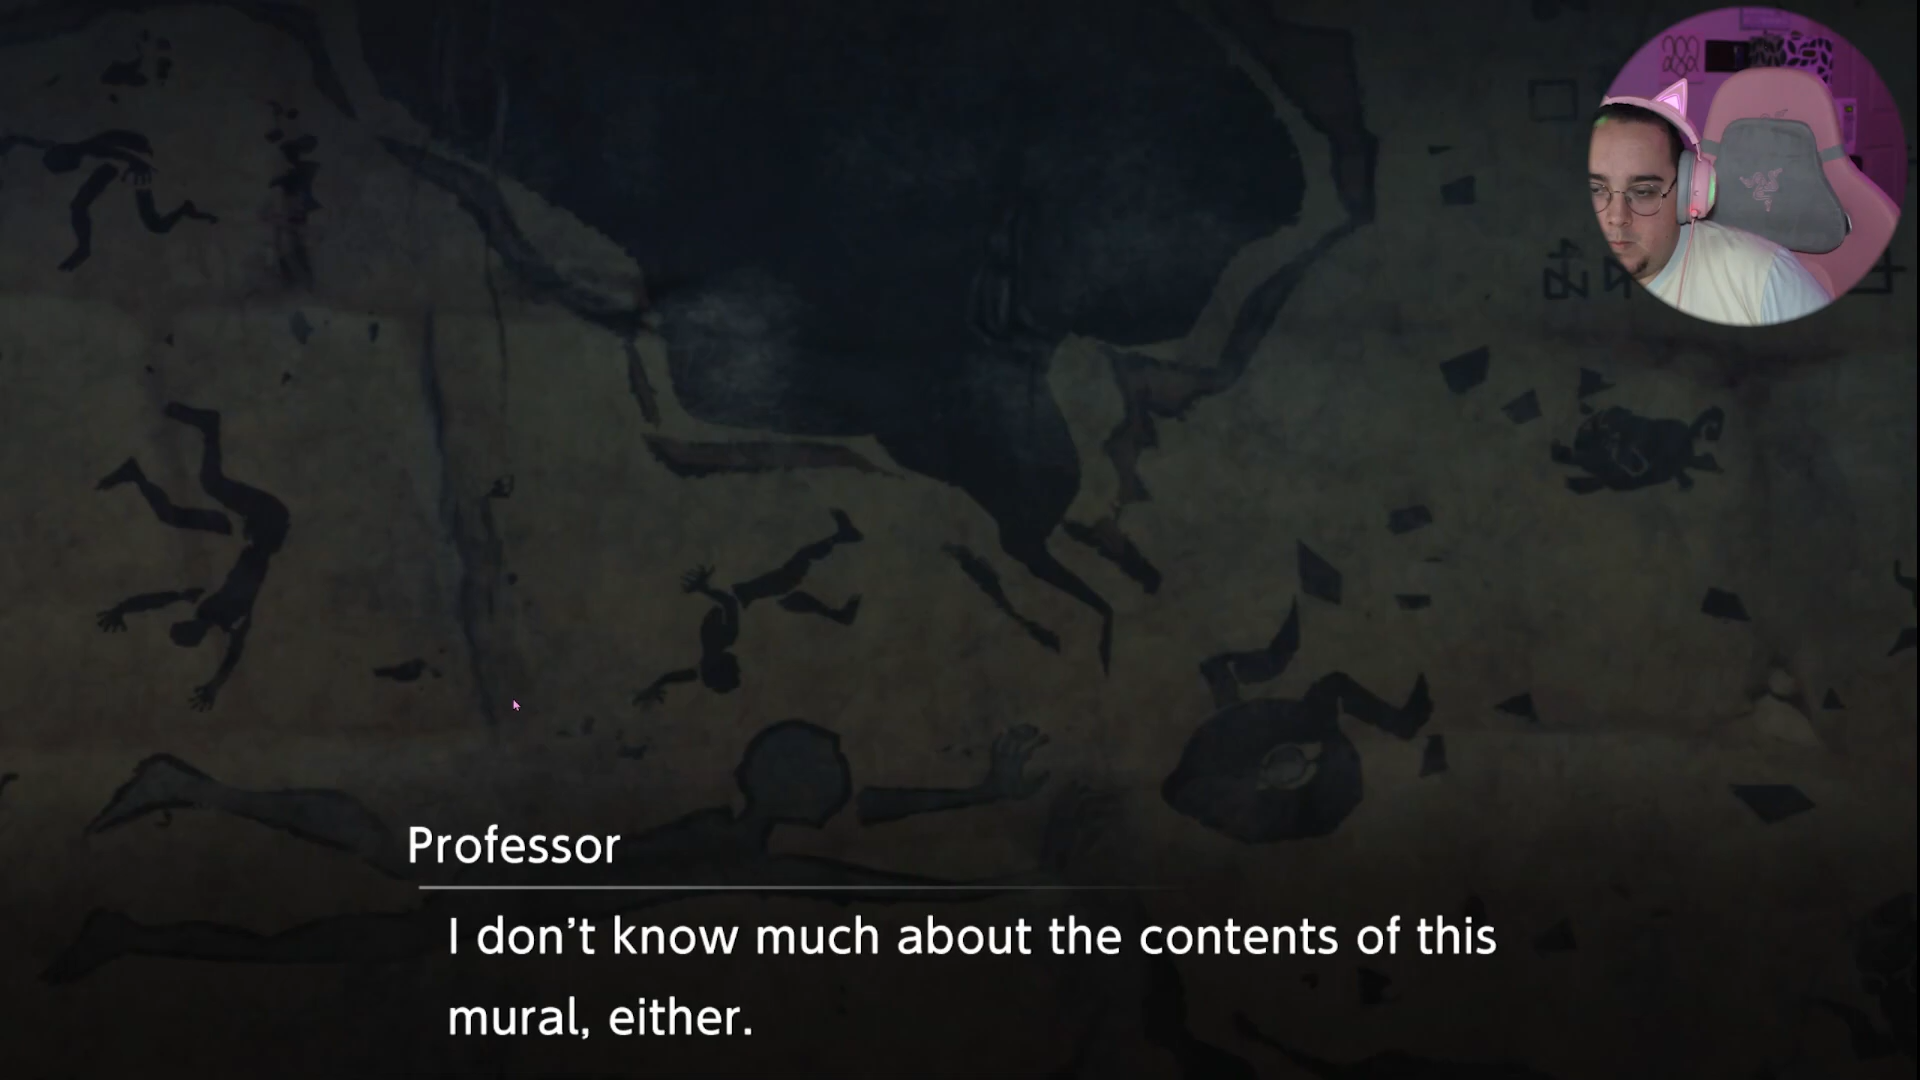 Professor
I don't know much about the contents of this
mural, either.